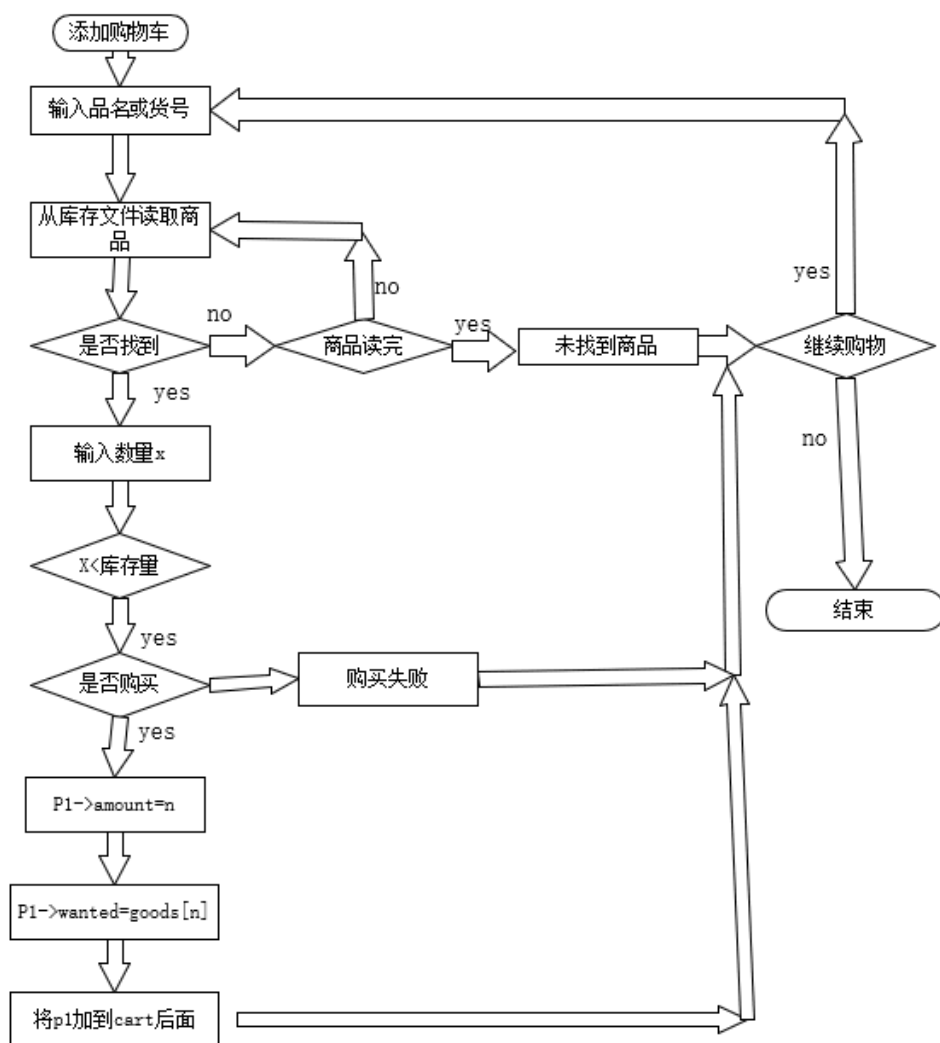 添加购物车
输入品名或货号
从库存文件读取商
品
yes
no
no
yes
是否找到
商品读完
未找到商品
继续购物
yes
no
输入数量x
X<库存量
结束
yes
是否购买
购买失败
yes
P1->amount=n
P1->wanted=goods[n]
将p1加到cart后面